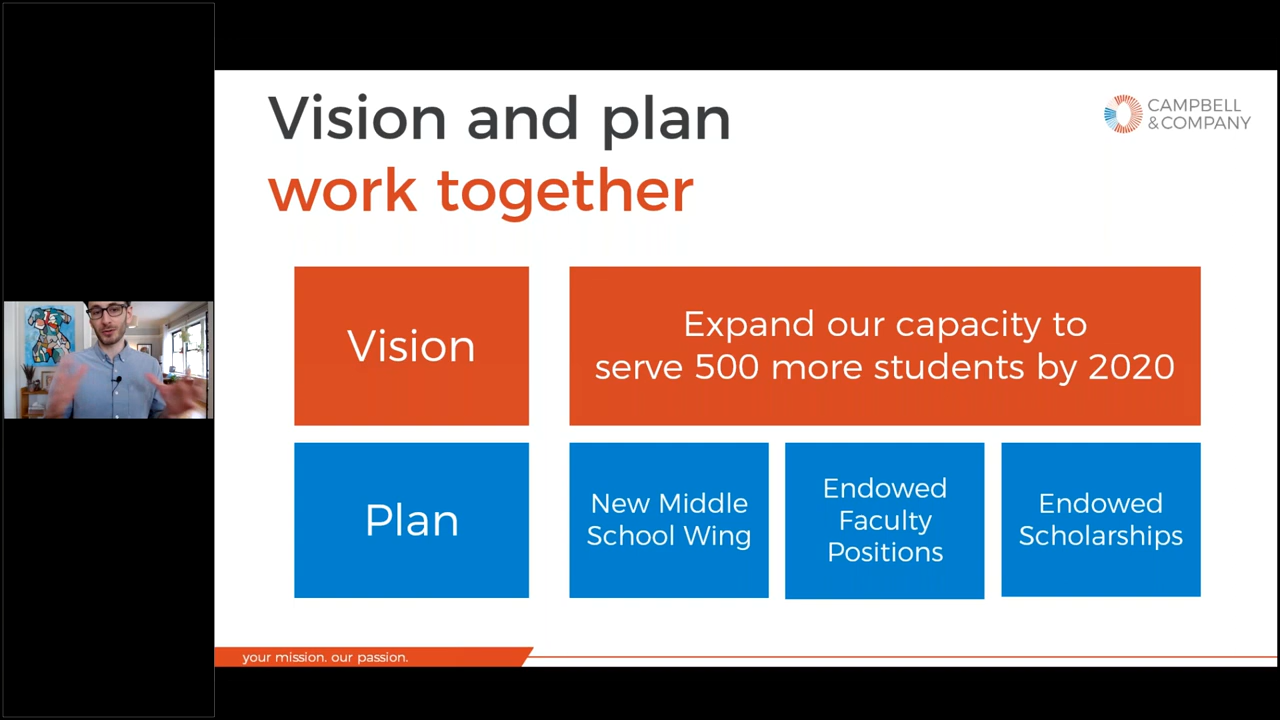 Vision and plan
work together
CAMPBELL
&COMPANY
Vision
Expand our capacity to
serve 500 more students by 2020
Plan
New Middle
School Wing
Endowed
Faculty
Positions
Endowed
Scholarships
your mission. our passion.